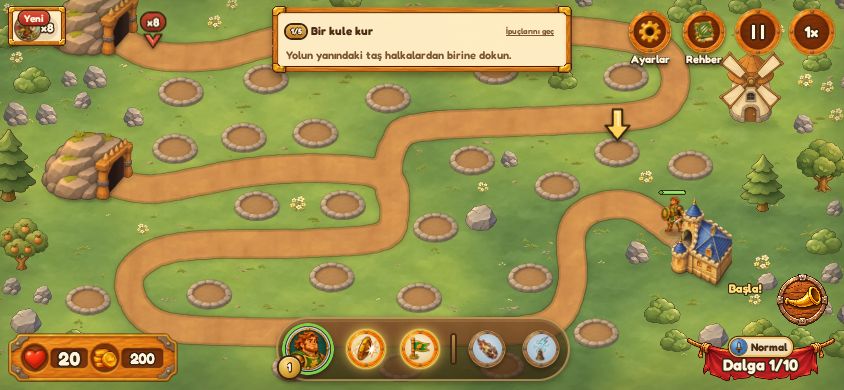 Yeni
x8
x8
1/5 Bir kule kur
İpuçlarını geç
Yolun yanındaki taş halkalardan birine dokun.
1x
Ayarlar
Rehber
Başla!
20
200
1
Normal
Dalga 1/10